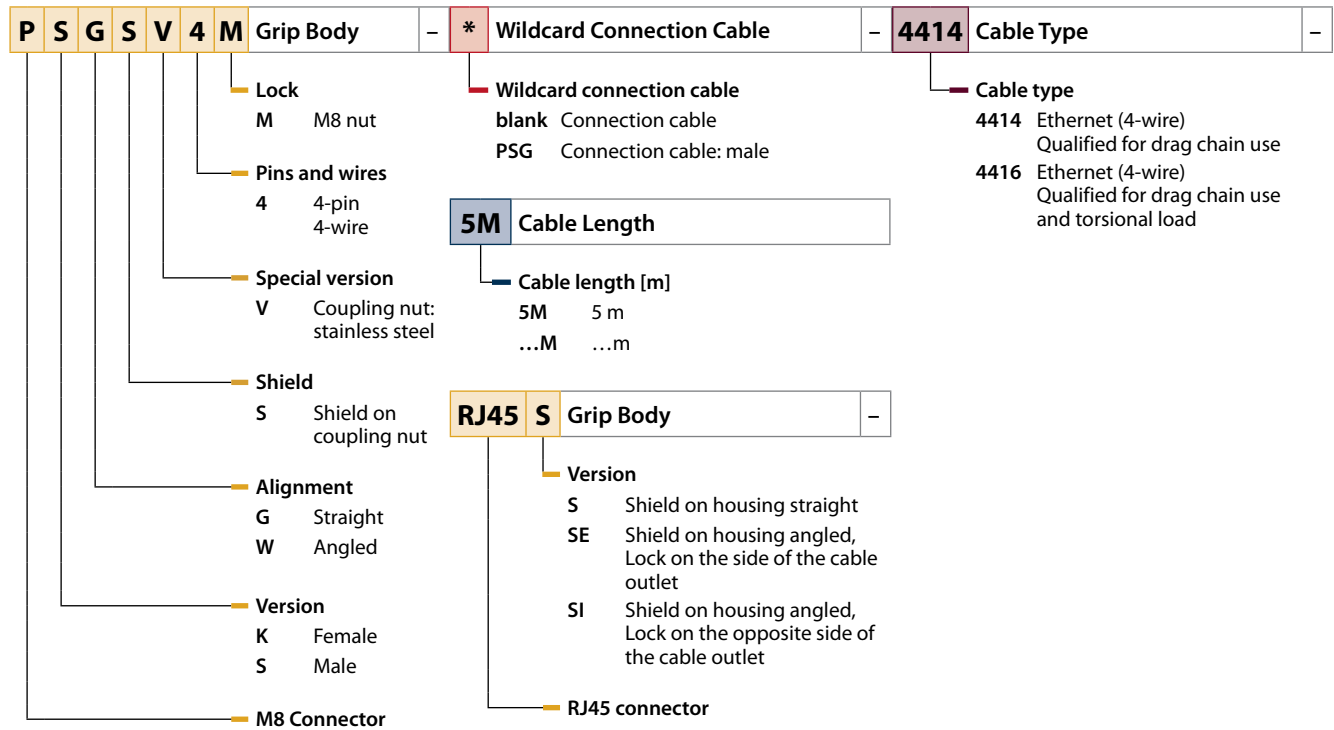 P S G S V 4 M Grip Body – * Wildcard Connection Cable – 4414 Cable Type –
Lock
M M8 nut
Pins and wires
4 4-pin
4-wire
Special version
V Coupling nut:
stainless steel
Shield
S Shield on
coupling nut
Alignment
G Straight
W Angled
Version
K Female
S Male
M8 Connector
Wildcard connection cable
blank Connection cable
PSG Connection cable: male
5M Cable Length
Cable length [m]
5M 5 m
…M …m
RJ45 S Grip Body –
Version
S Shield on housing straight
SE Shield on housing angled,
Lock on the side of the cable
outlet
SI Shield on housing angled,
Lock on the opposite side of
the cable outlet
RJ45 connector
Cable type
4414 Ethernet (4-wire)
Qualified for drag chain use
4416 Ethernet (4-wire)
Qualified for drag chain use
and torsional load